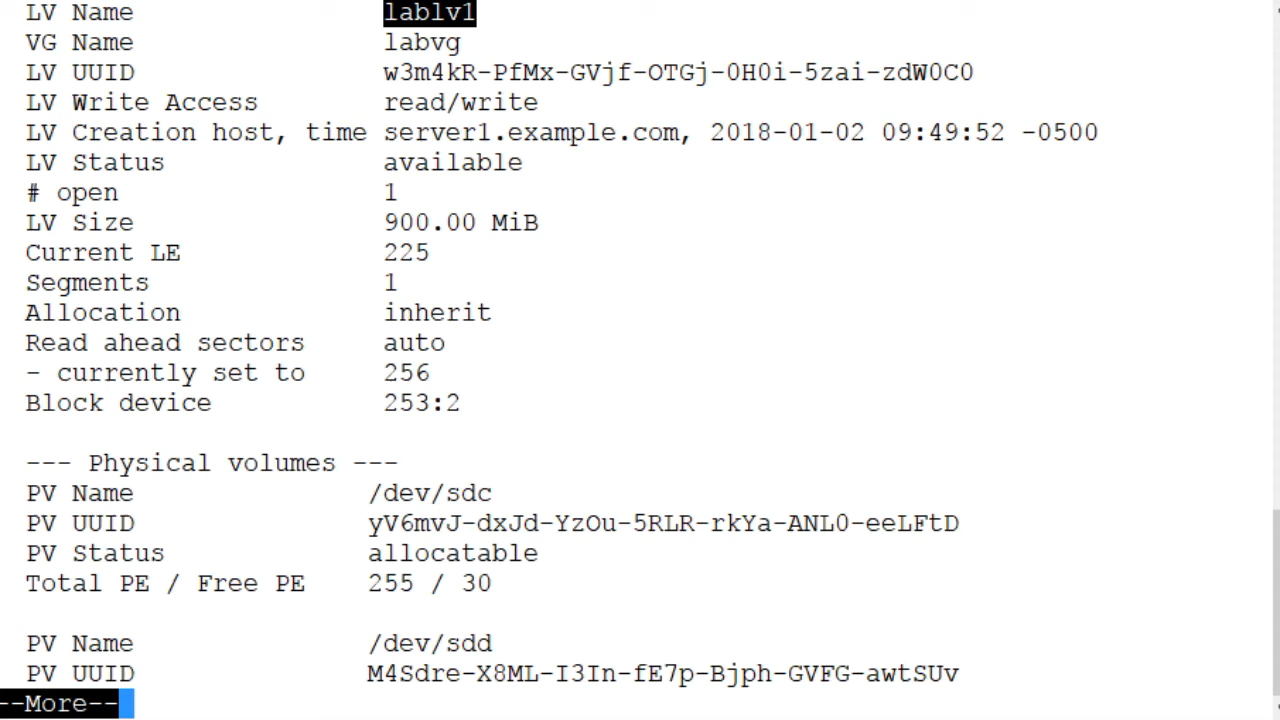 LV Name lablv1
VG Name labvg
LV UUID w3m4kR-PfMx-GVjf-OTGj-0H0i-5zai-zdW0C0
LV Write Access read/write
LV Creation host, time server1.example.com, 2018-01-02 09:49:52 -0500
LV Status available
# open 1
LV Size 900.00 MiB
Current LE 225
Segments 1
Allocation inherit
Read ahead sectors auto
- currently set to 256
Block device 253:2
--- Physical volumes ---
PV Name /dev/sdc
PV UUID yV6mvJ-dxJd-YzOu-5RLR-rkYa-ANL0-eeLFtD
PV Status allocatable
Total PE / Free PE 255 / 30
PV Name /dev/sdd
PV UUID M4Sdre-X8ML-I3In-fE7p-Bjph-GVFG-awtSUv
--More--